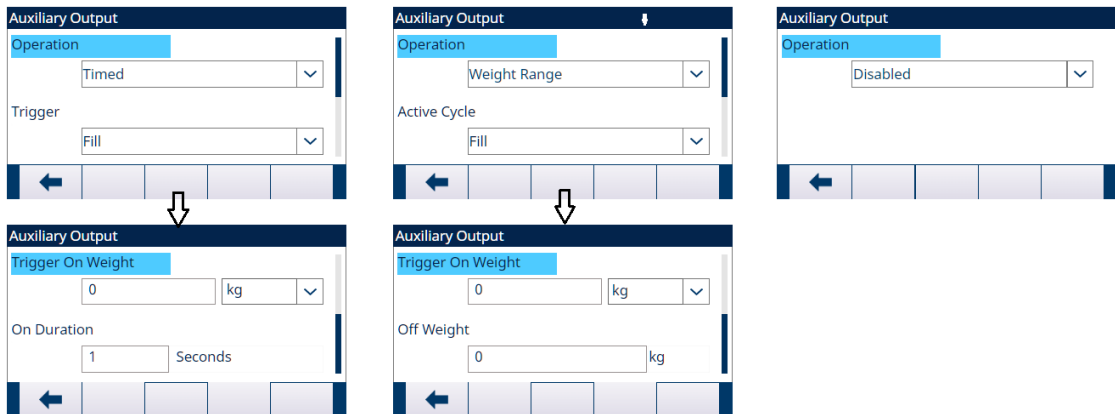 Auxiliary Output
Operation
Timed
Trigger
Fill
Auxiliary Output
Trigger On Weight
0 kg
On Duration
1 Seconds
Auxiliary Output
Operation
Weight Range
Active Cycle
Fill
Auxiliary Output
Trigger On Weight
0 kg
Off Weight
0 kg
Auxiliary Output
Operation
Disabled